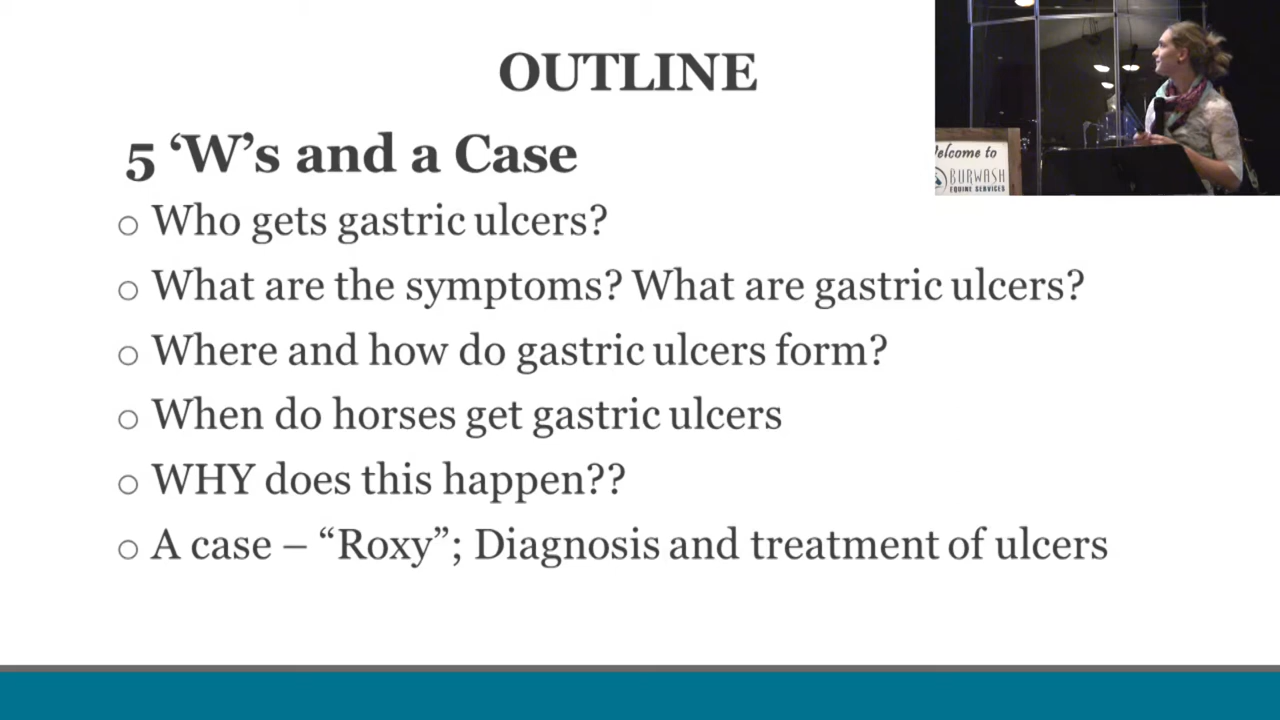 OUTLINE
5 ‘W’s and a Case
Who gets gastric ulcers?
What are the symptoms? What are gastric ulcers?
Where and how do gastric ulcers form?
When do horses get gastric ulcers
WHY does this happen??
A case – “Roxy”; Diagnosis and treatment of ulcers
elcome to
BURWASH
EQUINE SERVICES